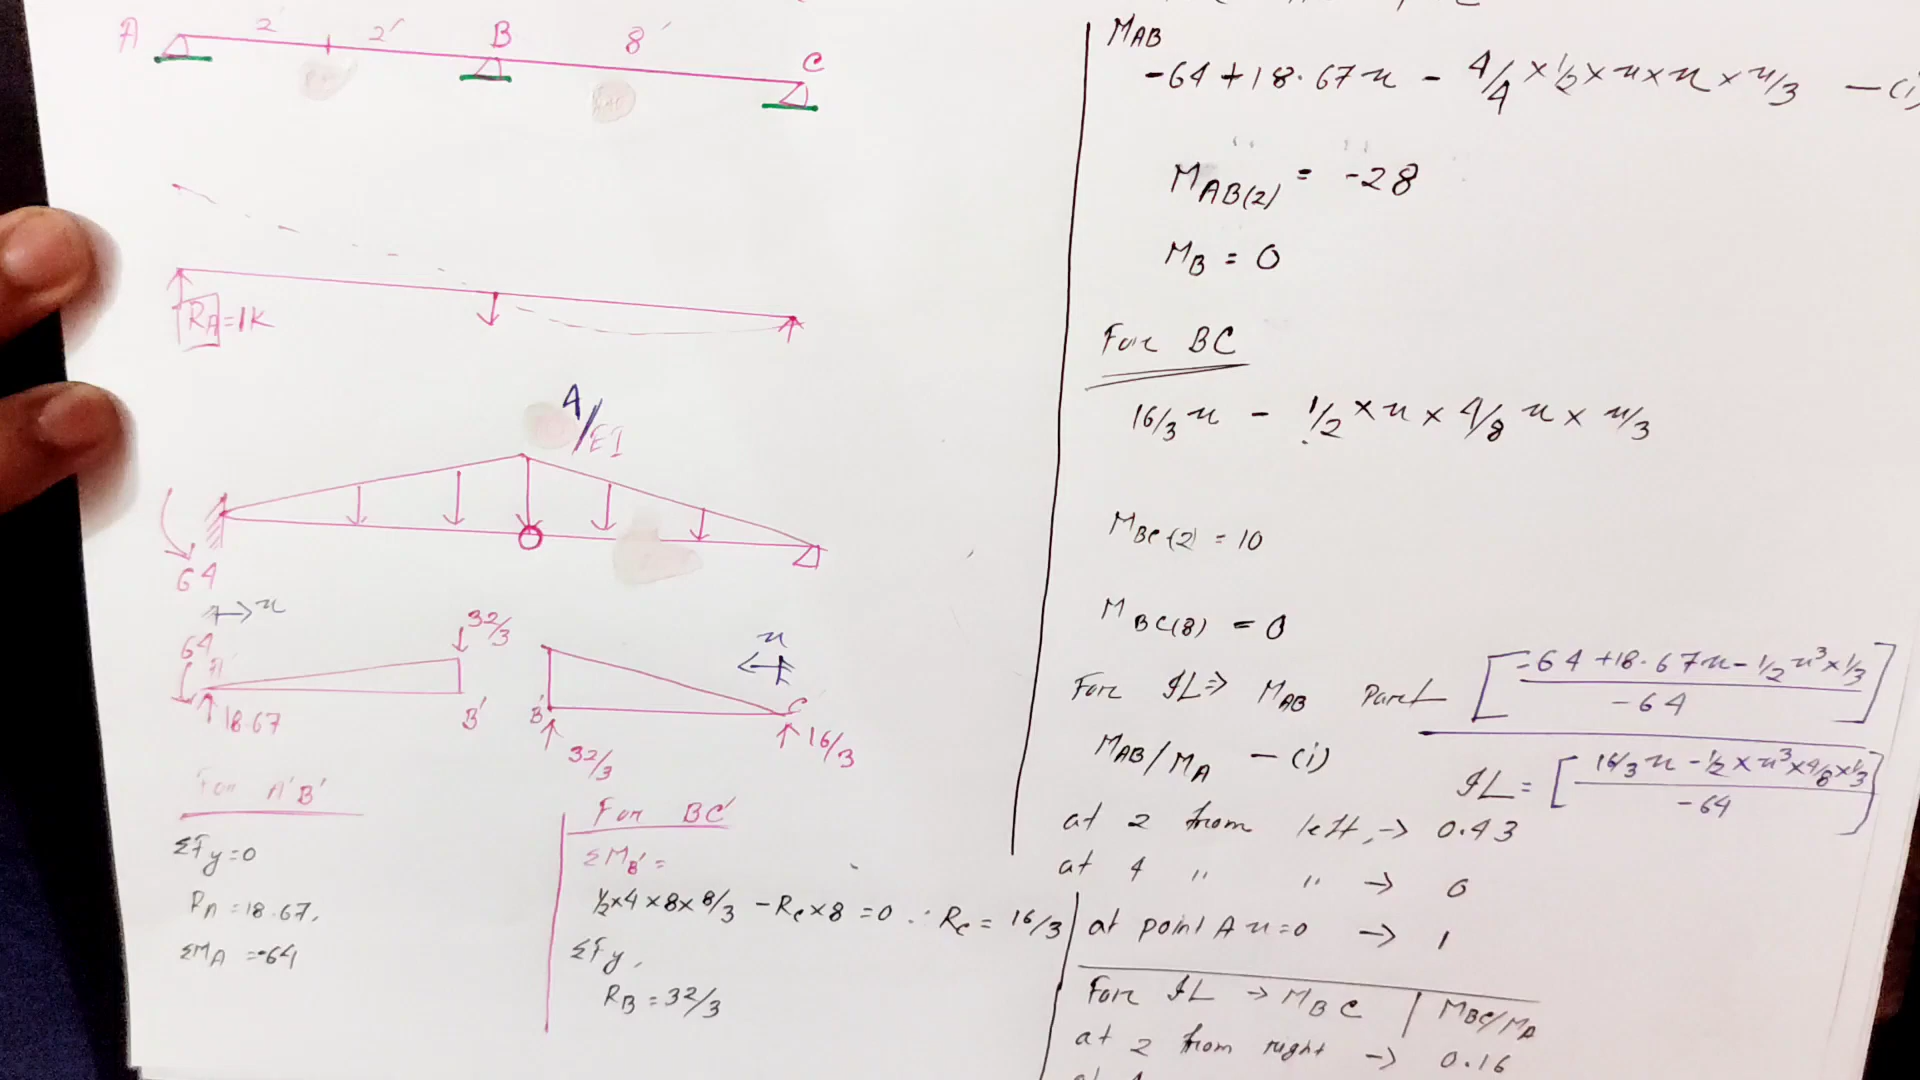 A 2' 2' B 8' C
RA = 1K
4/EI
64
x
64 A' 18.67 32/3 B'
B' 32/3 x C 16/3
For A'B'
ΣFy = 0
RA = 18.67,
ΣMA = -64
For BC'
ΣMB' =
1/2 x 4 x 8 x 8/3 - Rc x 8 = 0 ∴ Rc = 16/3
ΣFy,
RB = 32/3
MAB
-64 + 18.67x - 4/4 x 1/2 x x x x x x/3 — (i)
MAB(2) = -28
MB = 0
For BC
16/3 x - 1/2 x x x 4/8 x x x/3
MBC(2) = 10
MBC(8) = 0
For IL => MAB Part [-64 + 18.67x - 1/2 x³ x 1/3 / -64]
MAB/MA — (i)
IL = [16/3 x - 1/2 x x³ x 4/8 x 1/3 / -64]
at 2 from left, -> 0.43
at 4 " " -> 0
at point A x = 0 -> 1
For IL -> MBC | MBC/MA
at 2 from right -> 0.16